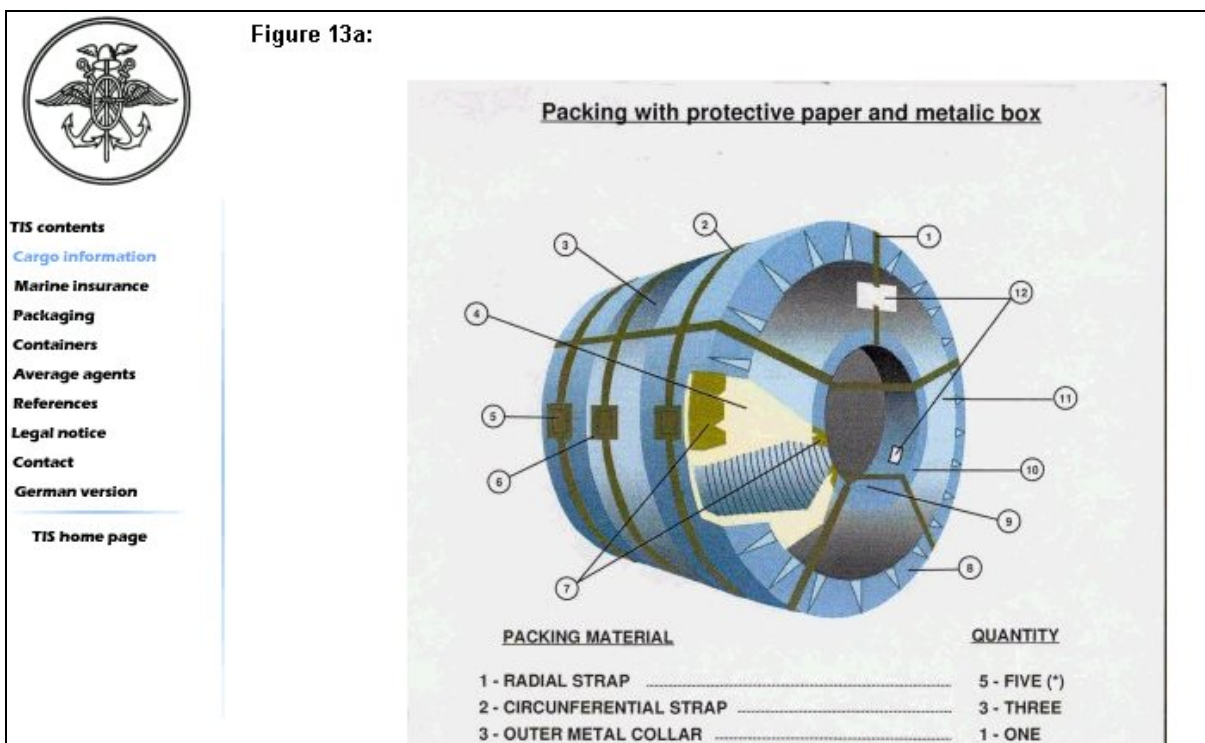 Figure 13a:
TIS contents
Cargo information
Marine insurance
Packaging
Containers
Average agents
References
Legal notice
Contact
German version
TIS home page
Packing with protective paper and metalic box
1
2
3
4
5
6
7
8
9
10
11
12
PACKING MATERIAL QUANTITY
1 - RADIAL STRAP 5 - FIVE (*)
2 - CIRCUNFERENTIAL STRAP 3 - THREE
3 - OUTER METAL COLLAR 1 - ONE